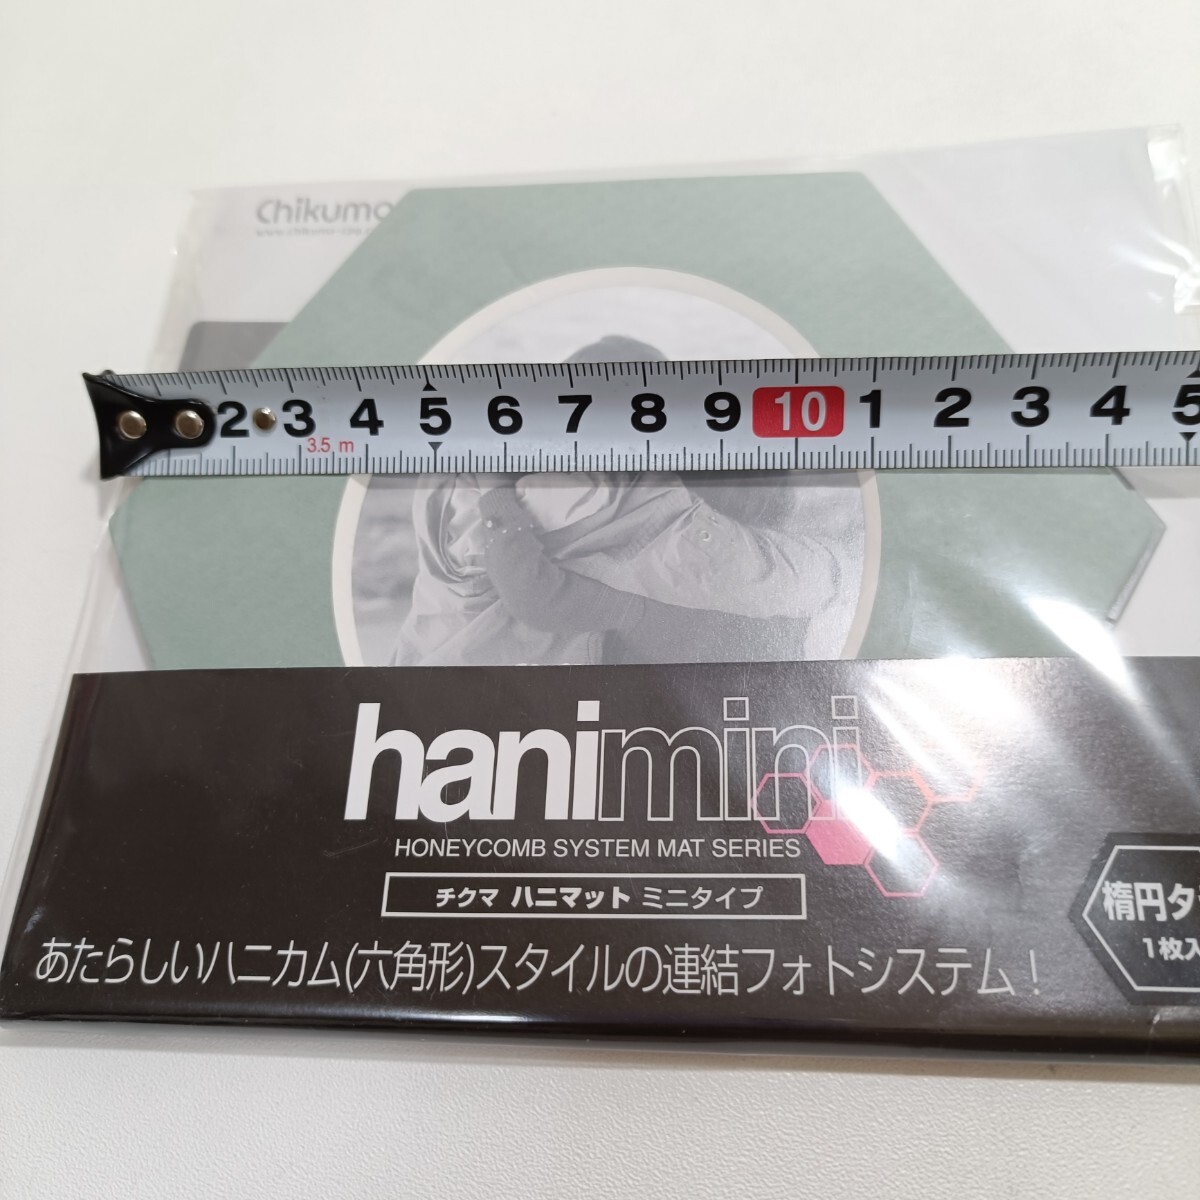 Chikuma
2 3 4 5 6 7 8 9 10 1 2 3 4 5
3.5 m
hanimini
HONEYCOMB SYSTEM MAT SERIES
チクマ ハニマット ミニタイプ
楕円タ
1枚入
あたらしいハニカム(六角形)スタイルの連結フォトシステム!